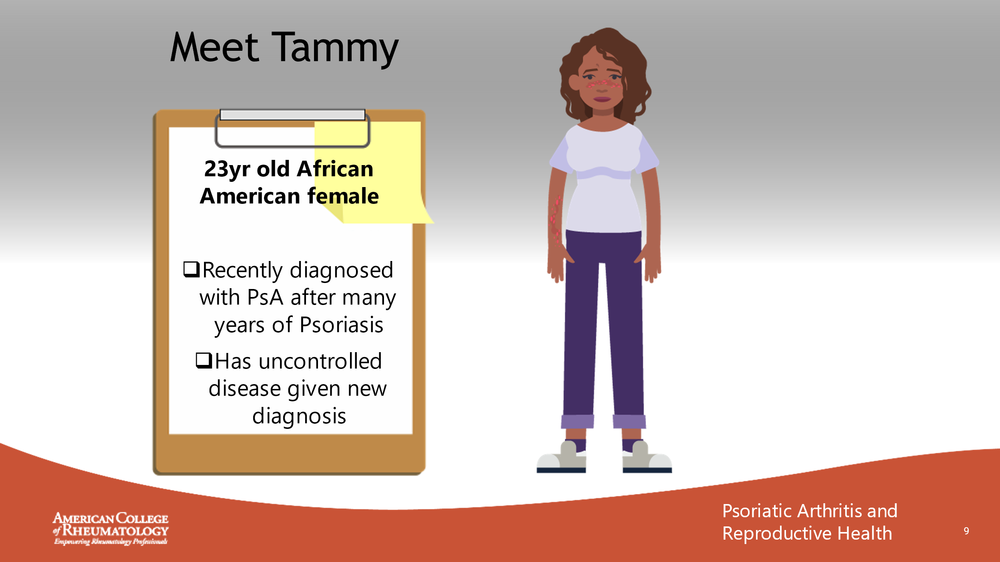 Meet Tammy
23yr old African
American female
❑Recently diagnosed
with PsA after many
years of Psoriasis
❑Has uncontrolled
disease given new
diagnosis
AMERICAN COLLEGE
of RHEUMATOLOGY
Empowering Rheumatology Professionals
Psoriatic Arthritis and
Reproductive Health
9